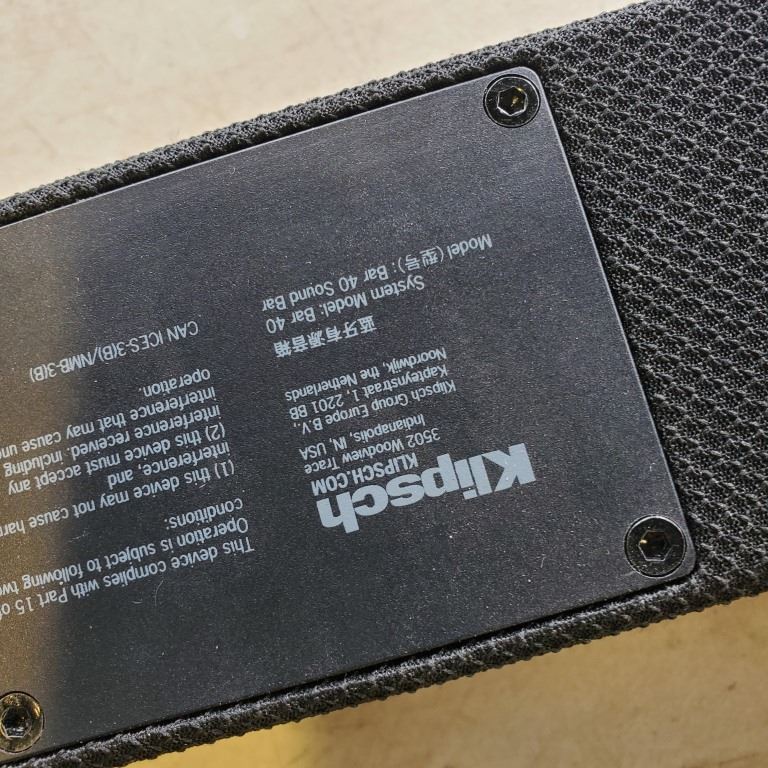 Klipsch
KLIPSCH.COM
3502 Woodview Trace
Indianapolis, IN, USA
Klipsch Group Europe B.V.,
Kapteynstraat 1, 2201 BB
Noordwijk, the Netherlands
蓝牙有源音箱
System Model: Bar 40
Model (型号): Bar 40 Sound Bar
This device complies with Part 15
Operation is subject to following
conditions:
(1) this device may not cause
interference, and
(2) this device must accept any
interference received, including
interference that may cause
operation.
CAN ICES-3(B)/NMB-3(B)